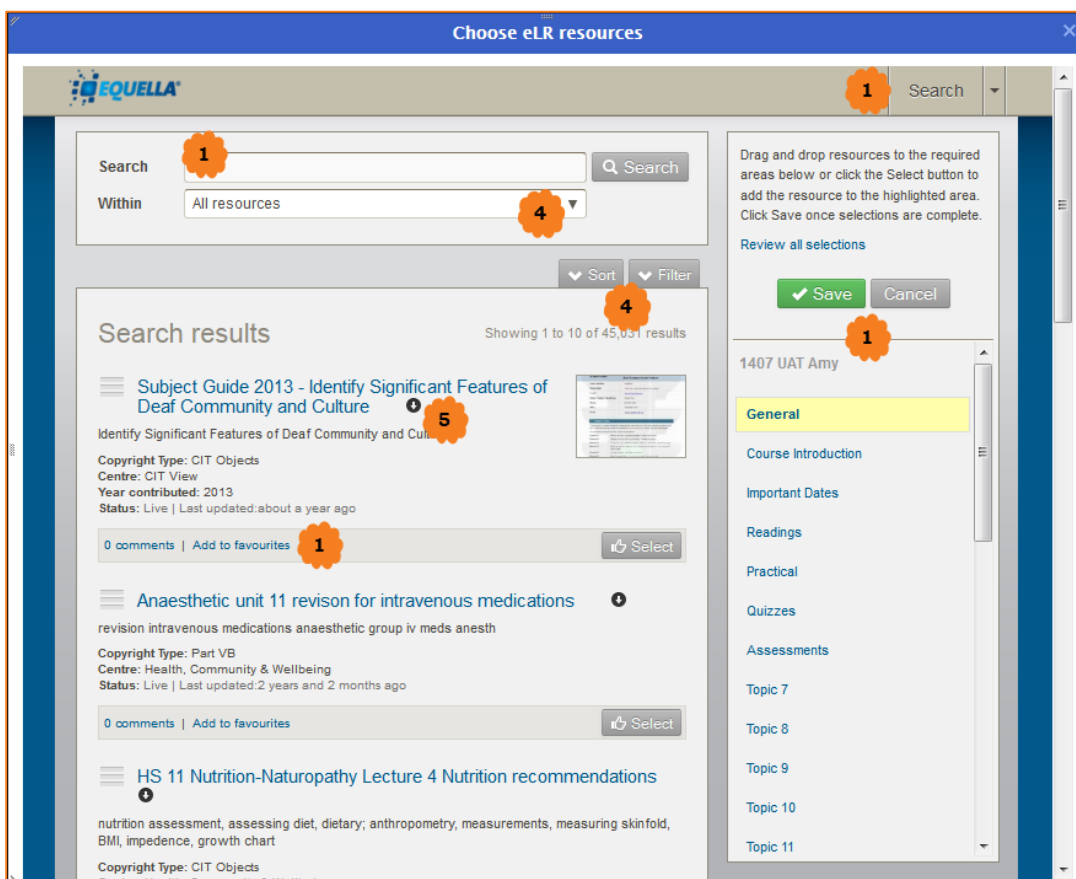 Choose eLR resources
EQUELLA
1
Search
Search
1
Search
Within
All resources
4
Sort
Filter
4
Search results
Showing 1 to 10 of 45,031 results
Subject Guide 2013 - Identify Significant Features of
Deaf Community and Culture
5
Identify Significant Features of Deaf Community and
Copyright Type: CIT Objects
Centre: CIT View
Year contributed: 2013
Status: Live | Last updated:about a year ago
0 comments | Add to favourites
1
Select
Anaesthetic unit 11 revison for intravenous medications
revision intravenous medications anaesthetic group iv meds anesth
Copyright Type: Part VB
Centre: Health, Community & Wellbeing
Status: Live | Last updated:2 years and 2 months ago
0 comments | Add to favourites
Select
HS 11 Nutrition-Naturopathy Lecture 4 Nutrition recommendations
nutrition assessment, assessing diet, dietary; anthropometry, measurements, measuring skinfold,
BMI, impedence, growth chart
Copyright Type: CIT Objects
Drag and drop resources to the required
areas below or click the Select button to
add the resource to the highlighted area.
Click Save once selections are complete.
Review all selections
Save
Cancel
1
1407 UAT Amy
General
Course Introduction
Important Dates
Readings
Practical
Quizzes
Assessments
Topic 7
Topic 8
Topic 9
Topic 10
Topic 11